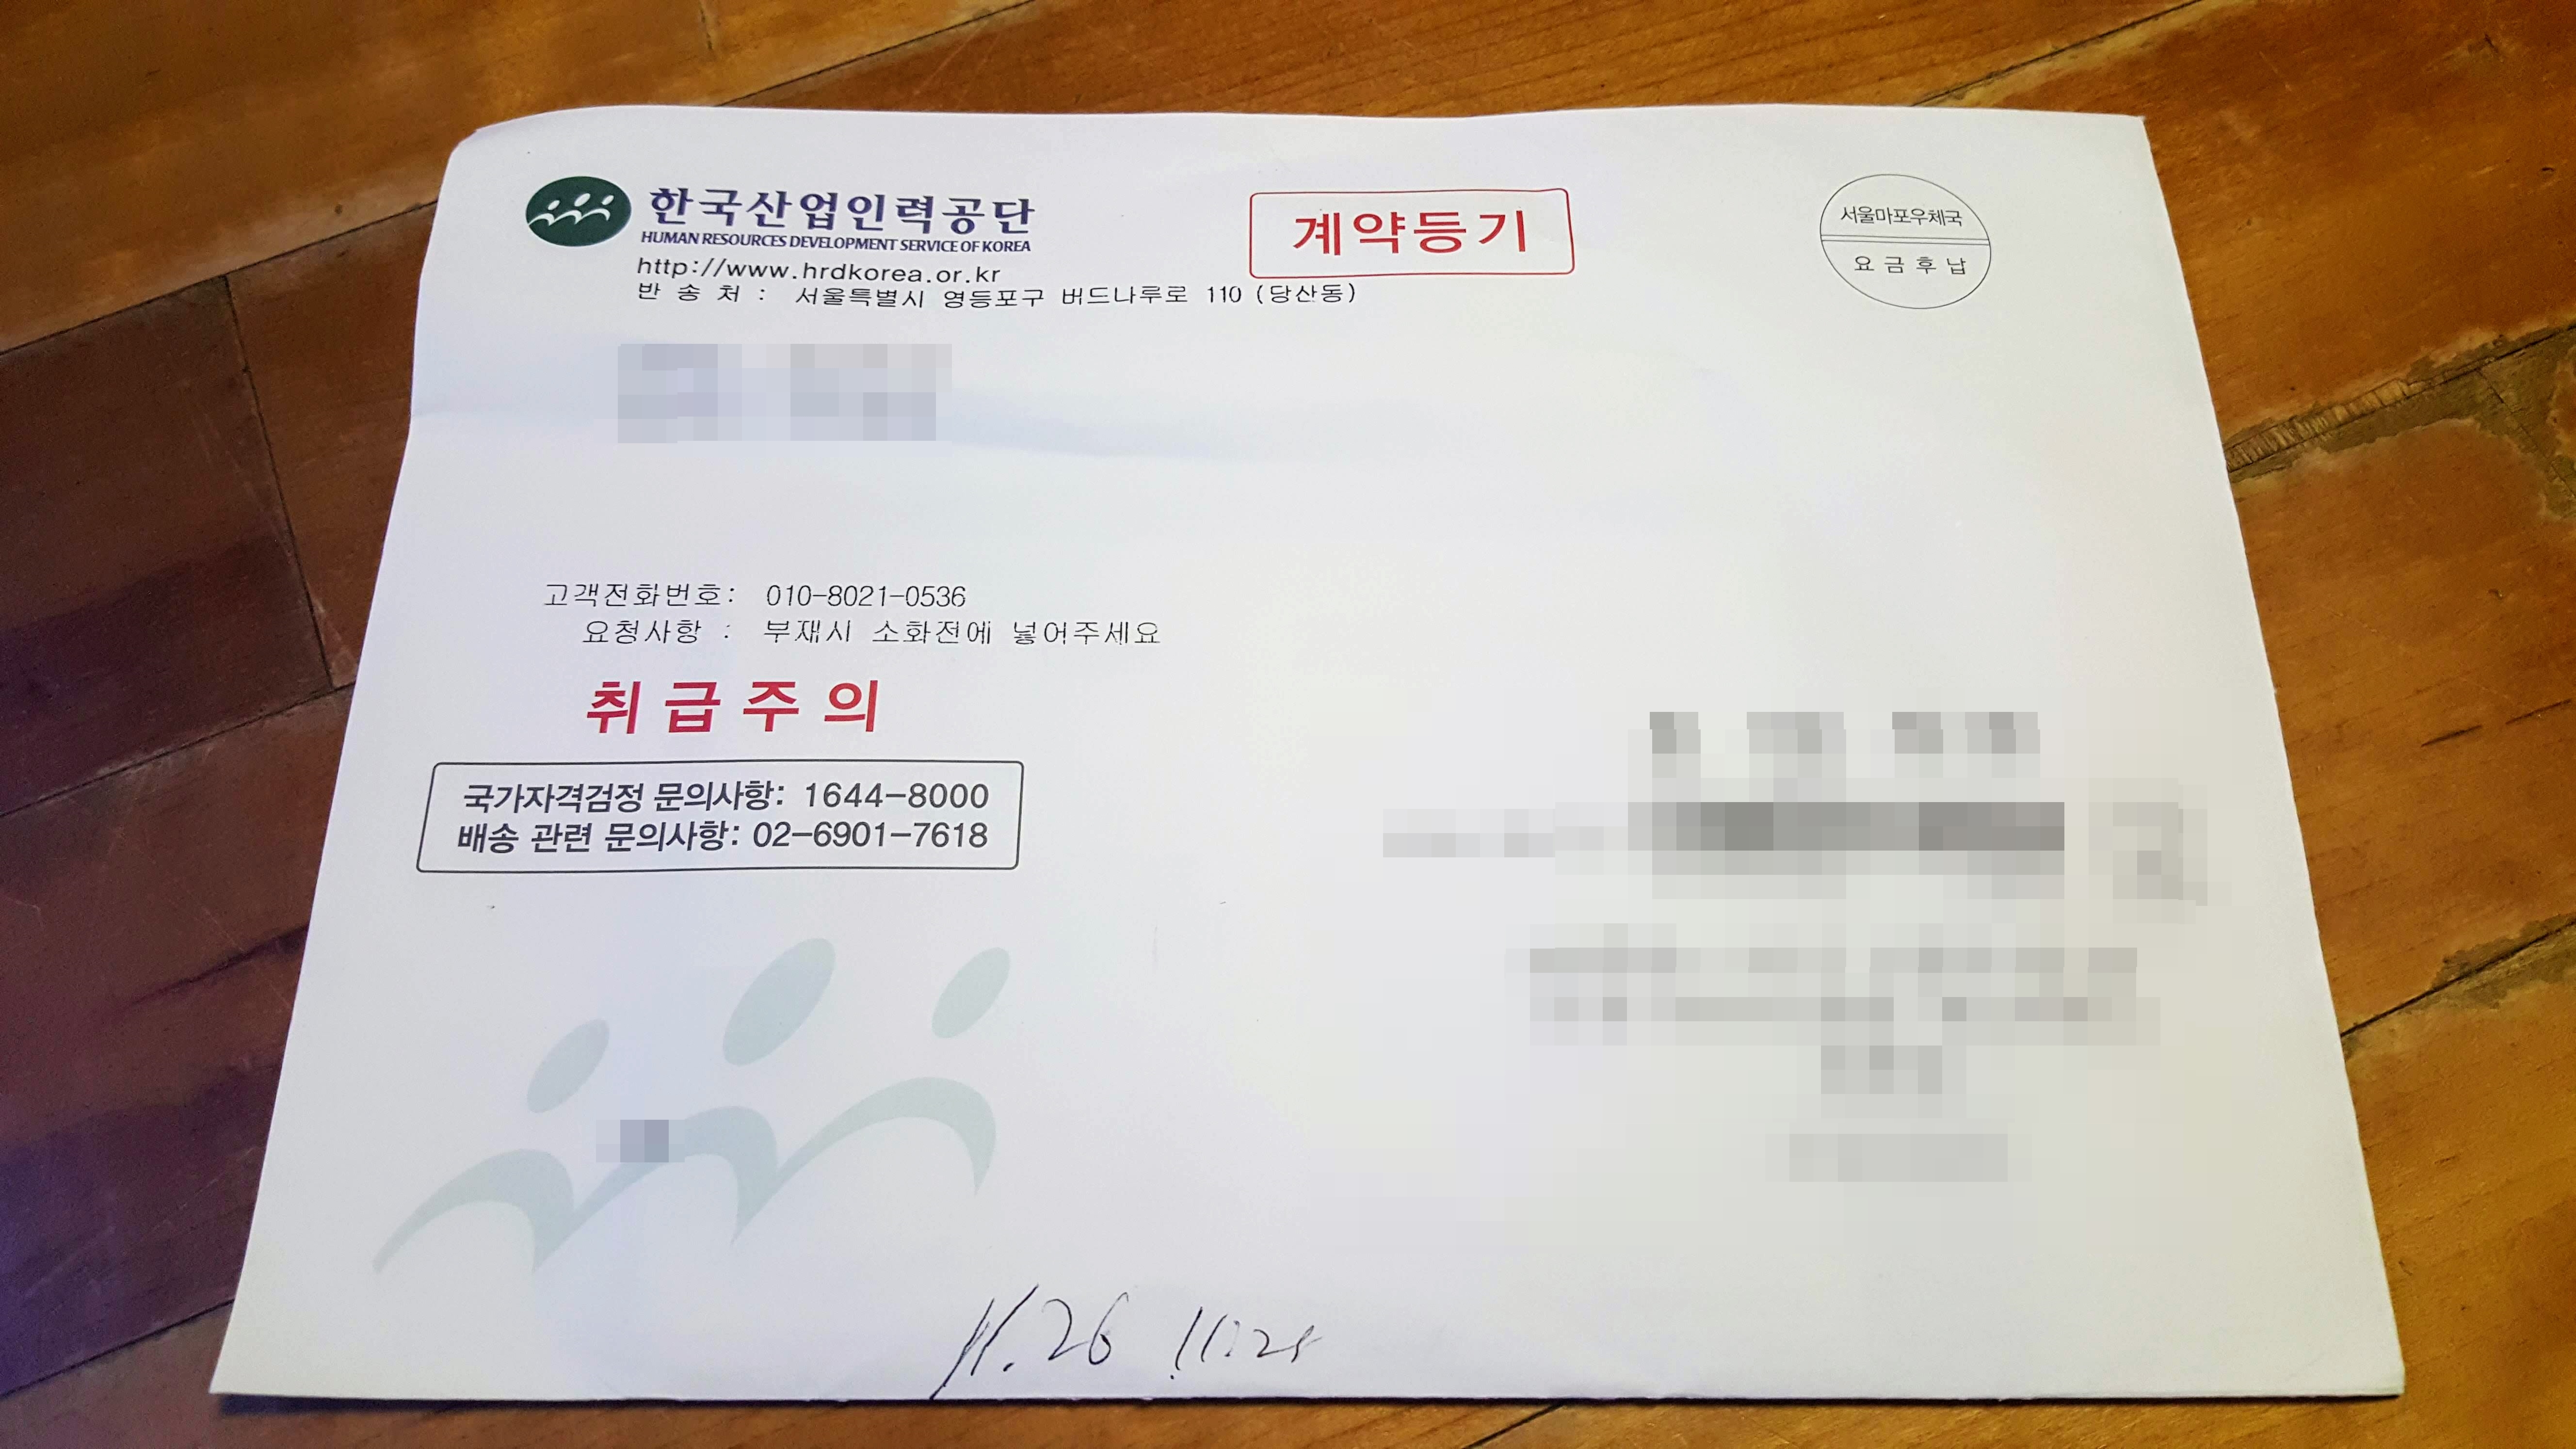 한국산업인력공단
HUMAN RESOURCES DEVELOPMENT SERVICE OF KOREA
http://www.hrdkorea.or.kr
반 송 처 : 서울특별시 영등포구 버드나루로 110 (당산동)
계약등기
서울마포우체국
요 금 후 납
고객전화번호: 010-8021-0536
요청사항 : 부재시 소화전에 넣어주세요
취급주의
국가자격검정 문의사항: 1644-8000
배송 관련 문의사항: 02-6901-7618
11.26